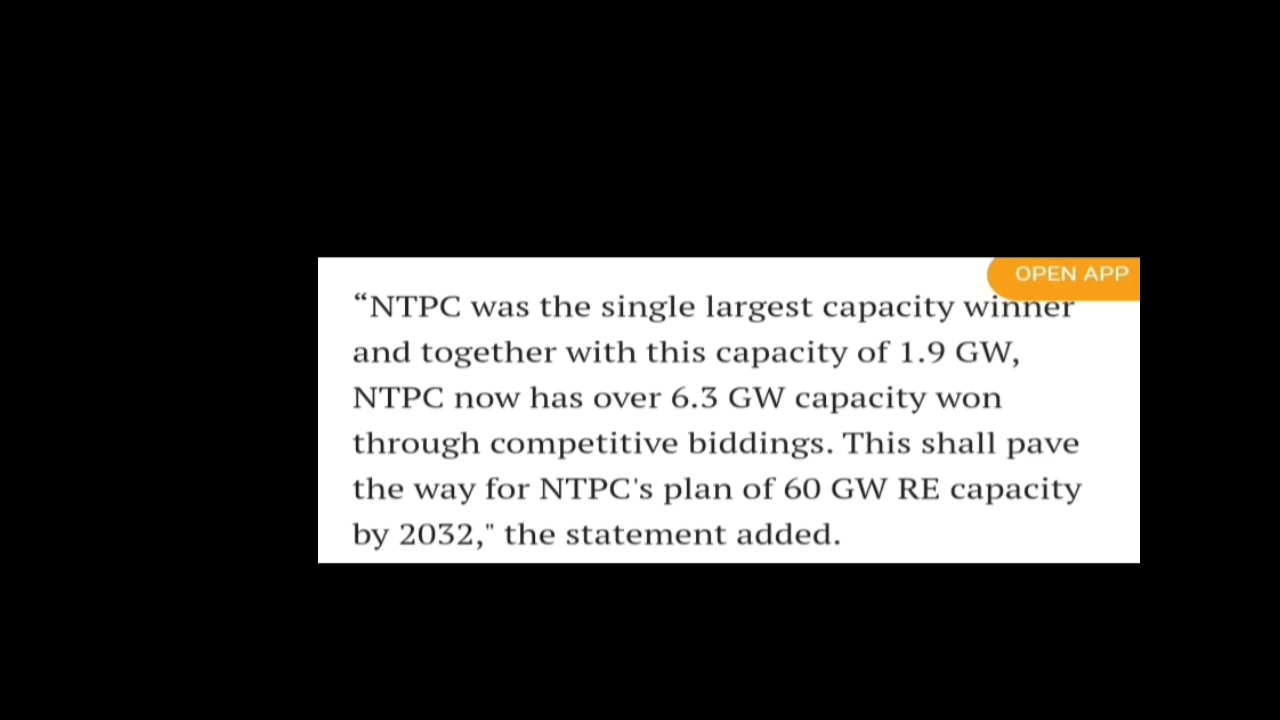 OPEN APP
“NTPC was the single largest capacity winner
and together with this capacity of 1.9 GW,
NTPC now has over 6.3 GW capacity won
through competitive biddings. This shall pave
the way for NTPC's plan of 60 GW RE capacity
by 2032," the statement added.